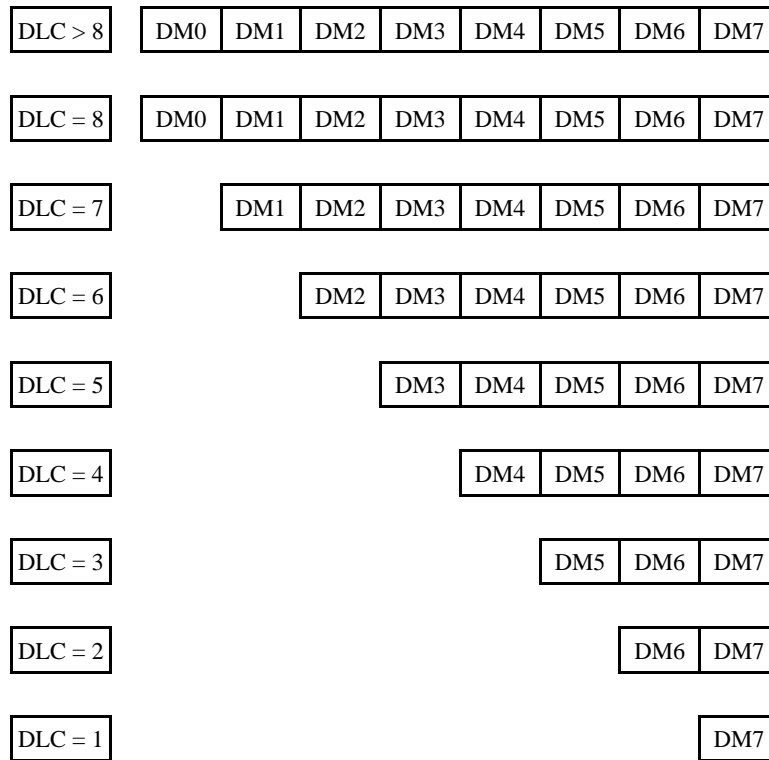 DLC > 8 DM0 DM1 DM2 DM3 DM4 DM5 DM6 DM7
DLC = 8 DM0 DM1 DM2 DM3 DM4 DM5 DM6 DM7
DLC = 7 DM1 DM2 DM3 DM4 DM5 DM6 DM7
DLC = 6 DM2 DM3 DM4 DM5 DM6 DM7
DLC = 5 DM3 DM4 DM5 DM6 DM7
DLC = 4 DM4 DM5 DM6 DM7
DLC = 3 DM5 DM6 DM7
DLC = 2 DM6 DM7
DLC = 1 DM7